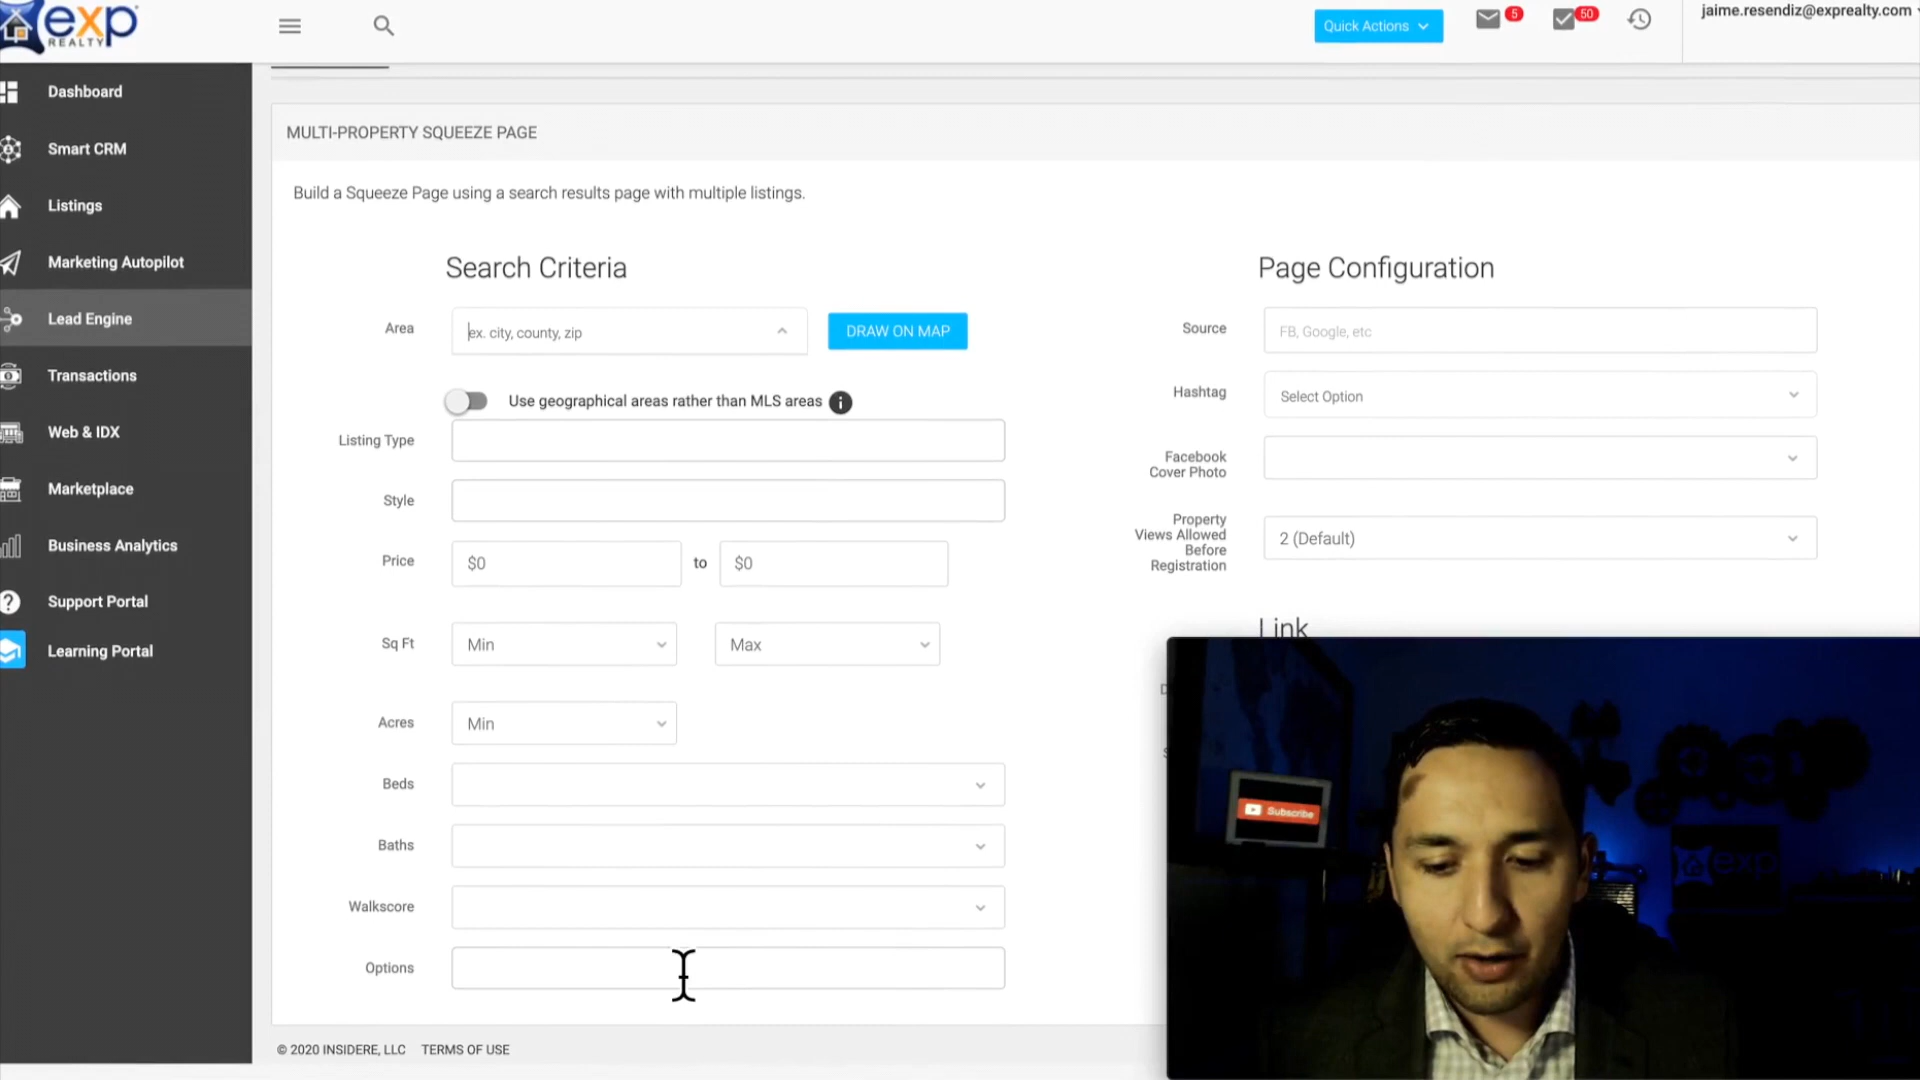 exp
REALTY
Quick Actions
5
50
jaime.resendiz@exprealty.com
Dashboard
Smart CRM
Listings
Marketing Autopilot
Lead Engine
Transactions
Web & IDX
Marketplace
Business Analytics
Support Portal
Learning Portal
MULTI-PROPERTY SQUEEZE PAGE
Build a Squeeze Page using a search results page with multiple listings.
Search Criteria
Area
ex. city, county, zip
DRAW ON MAP
Use geographical areas rather than MLS areas
Listing Type
Style
Price
$0
to
$0
Sq Ft
Min
Max
Acres
Min
Beds
Baths
Walkscore
Options
Page Configuration
Source
FB, Google, etc
Hashtag
Select Option
Facebook
Cover Photo
Property
Views Allowed
Before
Registration
2 (Default)
Link
Subscribe
exp
© 2020 INSIDERE, LLC
TERMS OF USE